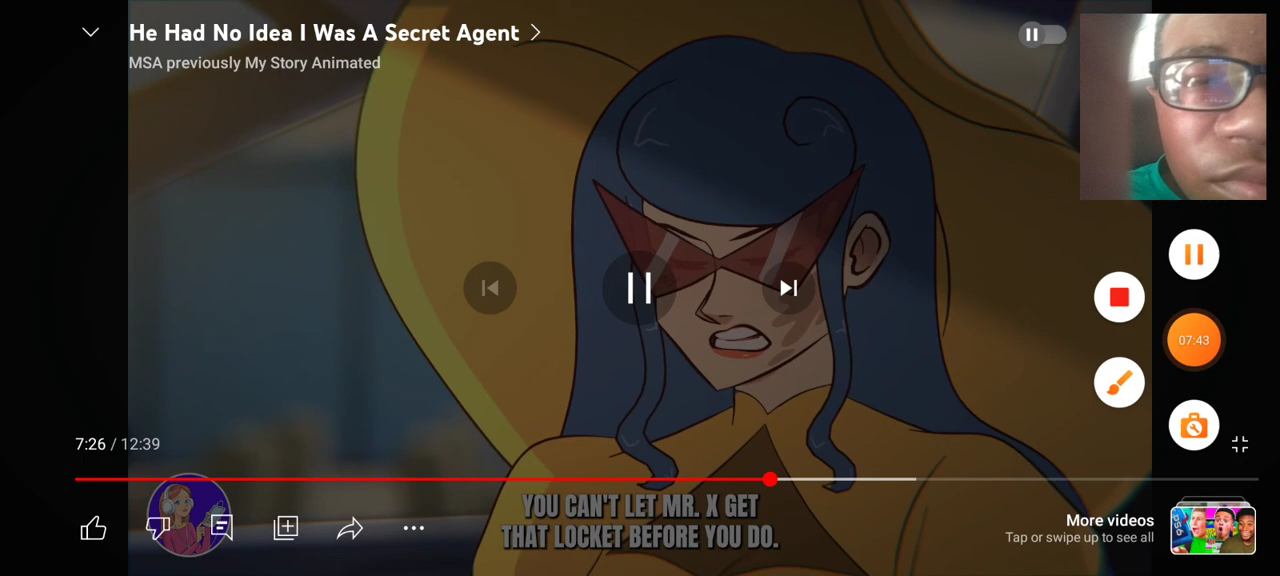 He Had No Idea I Was A Secret Agent
MSA previously My Story Animated
07:43
7:26 / 12:39
YOU CAN'T LET MR. X GET
THAT LOCKET BEFORE YOU DO.
More videos
Tap or swipe up to see all